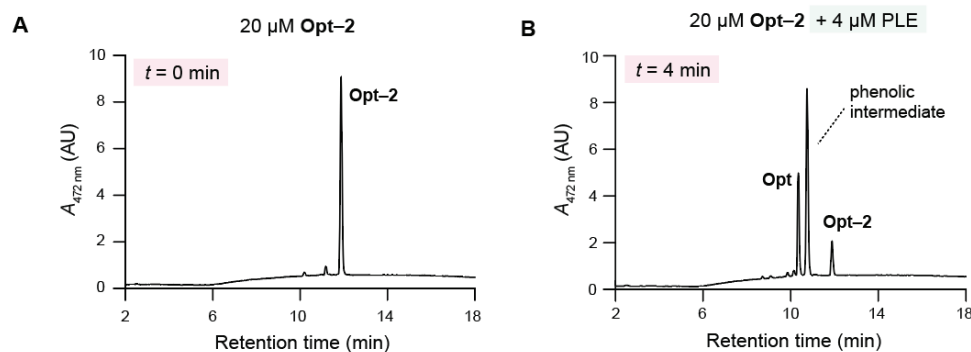 A
20 µM Opt–2
t = 0 min
Opt–2
10
8
6
4
2
0
A472 nm (AU)
2 6 10 14 18
Retention time (min)
B
20 µM Opt–2 + 4 µM PLE
t = 4 min
phenolic
intermediate
Opt
Opt–2
10
8
6
4
2
0
A472 nm (AU)
2 6 10 14 18
Retention time (min)